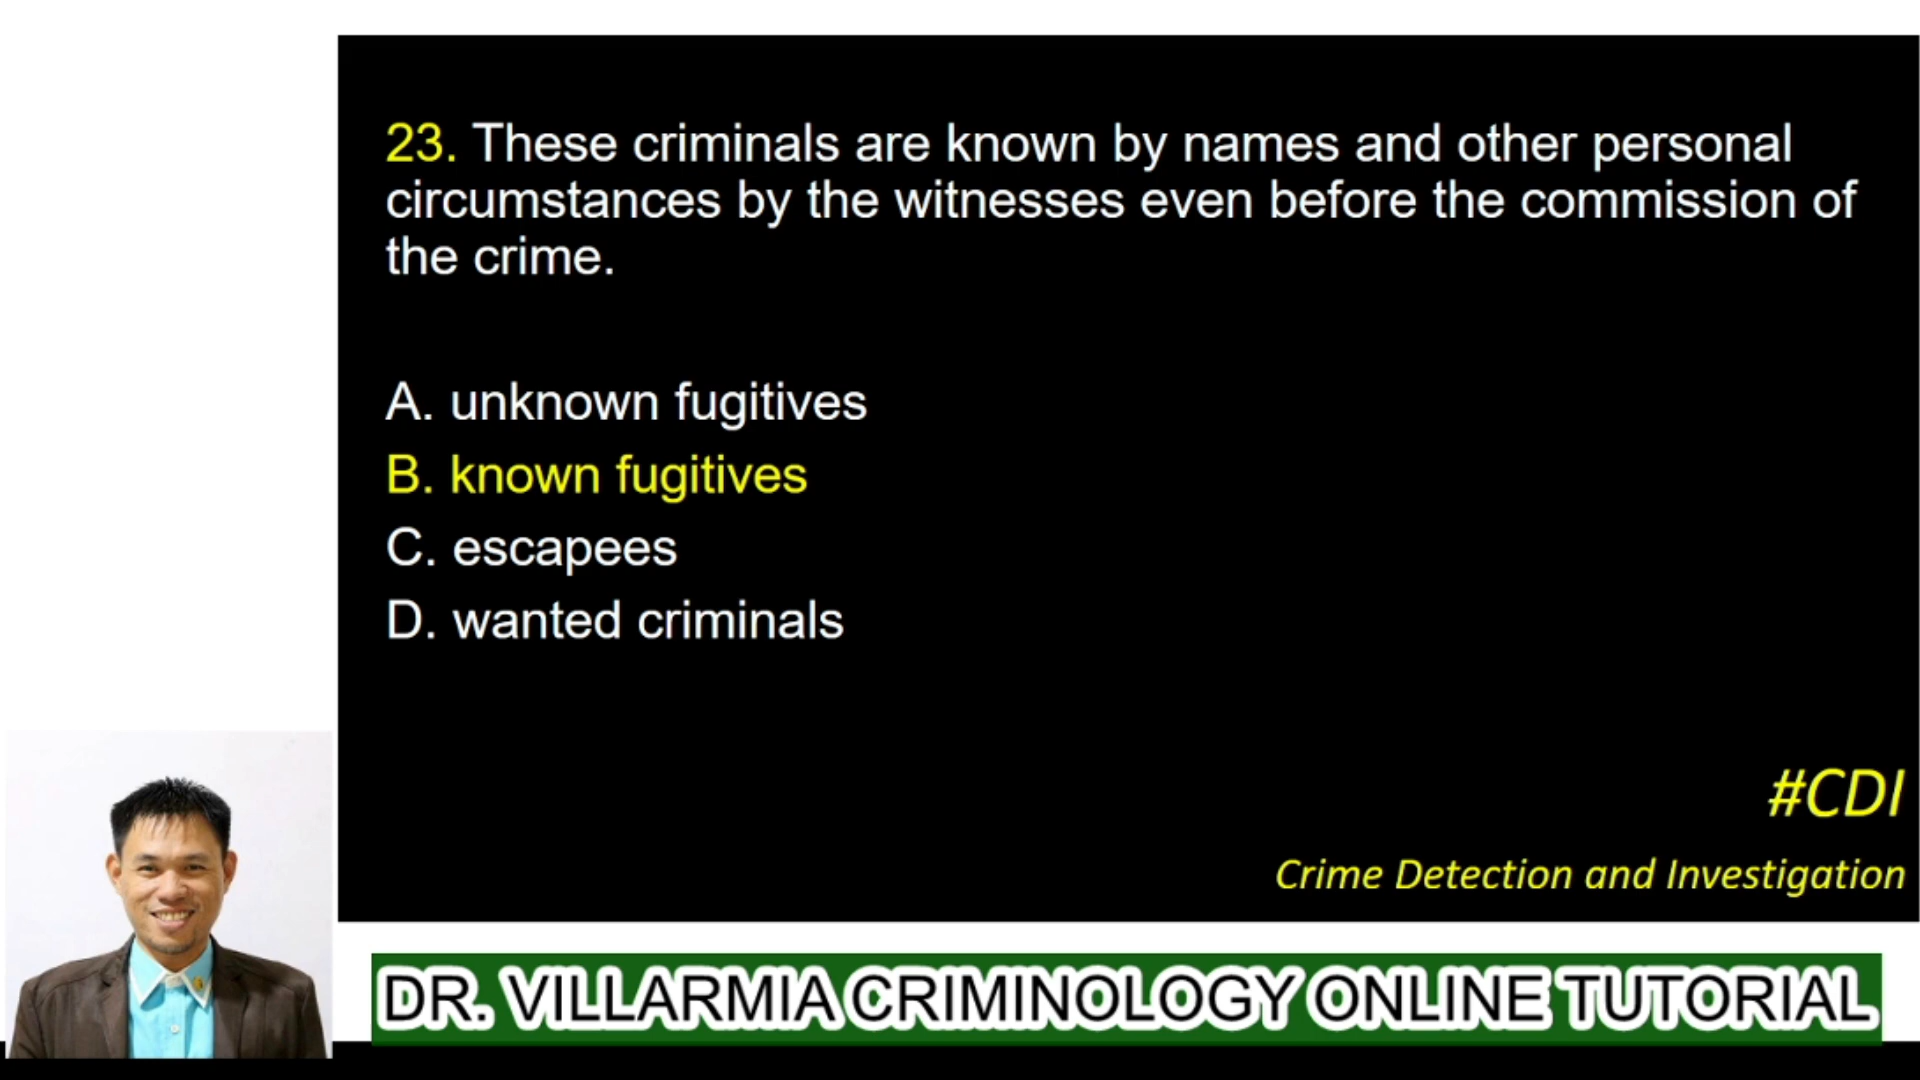 23. These criminals are known by names and other personal
circumstances by the witnesses even before the commission of
the crime.
A. unknown fugitives
B. known fugitives
C. escapees
D. wanted criminals
#CDI
Crime Detection and Investigation
DR. VILLARMIA CRIMINOLOGY ONLINE TUTORIAL